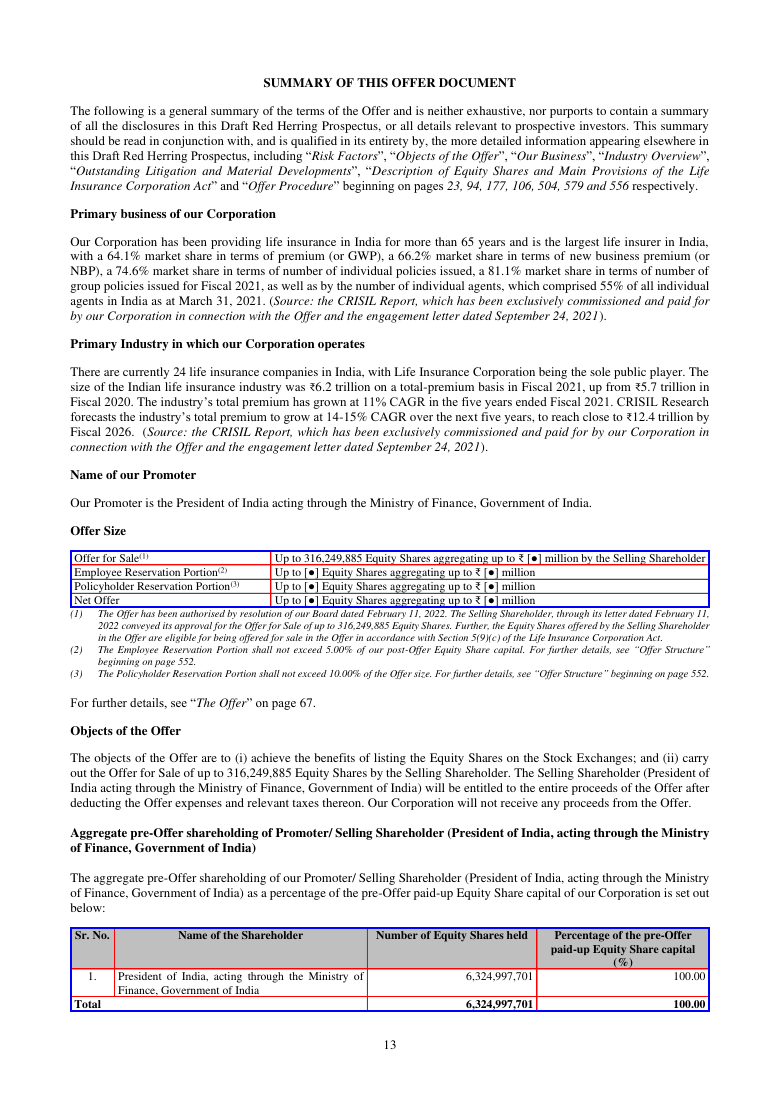 SUMMARY OF THIS OFFER DOCUMENT
The following is a general summary of the terms of the Offer and is neither exhaustive, nor purports to contain a summary
of all the disclosures in this Draft Red Herring Prospectus, or all details relevant to prospective investors. This summary
should be read in conjunction with, and is qualified in its entirety by, the more detailed information appearing elsewhere in
this Draft Red Herring Prospectus, including “Risk Factors”, “Objects of the Offer”, “Our Business”, “Industry Overview”,
“Outstanding Litigation and Material Developments”, “Description of Equity Shares and Main Provisions of the Life
Insurance Corporation Act” and “Offer Procedure” beginning on pages 23, 94, 177, 106, 504, 579 and 556 respectively.
Primary business of our Corporation
Our Corporation has been providing life insurance in India for more than 65 years and is the largest life insurer in India,
with a 64.1% market share in terms of premium (or GWP), a 66.2% market share in terms of new business premium (or
NBP), a 74.6% market share in terms of number of individual policies issued, a 81.1% market share in terms of number of
group policies issued for Fiscal 2021, as well as by the number of individual agents, which comprised 55% of all individual
agents in India as at March 31, 2021. (Source: the CRISIL Report, which has been exclusively commissioned and paid for
by our Corporation in connection with the Offer and the engagement letter dated September 24, 2021).
Primary Industry in which our Corporation operates
There are currently 24 life insurance companies in India, with Life Insurance Corporation being the sole public player. The
size of the Indian life insurance industry was ₹6.2 trillion on a total-premium basis in Fiscal 2021, up from ₹5.7 trillion in
Fiscal 2020. The industry’s total premium has grown at 11% CAGR in the five years ended Fiscal 2021. CRISIL Research
forecasts the industry’s total premium to grow at 14-15% CAGR over the next five years, to reach close to ₹12.4 trillion by
Fiscal 2026. (Source: the CRISIL Report, which has been exclusively commissioned and paid for by our Corporation in
connection with the Offer and the engagement letter dated September 24, 2021).
Name of our Promoter
Our Promoter is the President of India acting through the Ministry of Finance, Government of India.
Offer Size
Offer for Sale(1) Up to 316,249,885 Equity Shares aggregating up to ₹ [●] million by the Selling Shareholder
Employee Reservation Portion(2) Up to [●] Equity Shares aggregating up to ₹ [●] million
Policyholder Reservation Portion(3) Up to [●] Equity Shares aggregating up to ₹ [●] million
Net Offer Up to [●] Equity Shares aggregating up to ₹ [●] million
(1) The Offer has been authorised by resolution of our Board dated February 11, 2022. The Selling Shareholder, through its letter dated February 11,
2022 conveyed its approval for the Offer for Sale of up to 316,249,885 Equity Shares. Further, the Equity Shares offered by the Selling Shareholder
in the Offer are eligible for being offered for sale in the Offer in accordance with Section 5(9)(c) of the Life Insurance Corporation Act.
(2) The Employee Reservation Portion shall not exceed 5.00% of our post-Offer Equity Share capital. For further details, see “Offer Structure”
beginning on page 552.
(3) The Policyholder Reservation Portion shall not exceed 10.00% of the Offer size. For further details, see “Offer Structure” beginning on page 552.
For further details, see “The Offer” on page 67.
Objects of the Offer
The objects of the Offer are to (i) achieve the benefits of listing the Equity Shares on the Stock Exchanges; and (ii) carry
out the Offer for Sale of up to 316,249,885 Equity Shares by the Selling Shareholder. The Selling Shareholder (President of
India acting through the Ministry of Finance, Government of India) will be entitled to the entire proceeds of the Offer after
deducting the Offer expenses and relevant taxes thereon. Our Corporation will not receive any proceeds from the Offer.
Aggregate pre-Offer shareholding of Promoter/ Selling Shareholder (President of India, acting through the Ministry
of Finance, Government of India)
The aggregate pre-Offer shareholding of our Promoter/ Selling Shareholder (President of India, acting through the Ministry
of Finance, Government of India) as a percentage of the pre-Offer paid-up Equity Share capital of our Corporation is set out
below:
Sr. No. Name of the Shareholder Number of Equity Shares held Percentage of the pre-Offer
paid-up Equity Share capital
(%)
1. President of India, acting through the Ministry of 6,324,997,701 100.00
Finance, Government of India
Total 6,324,997,701 100.00
13